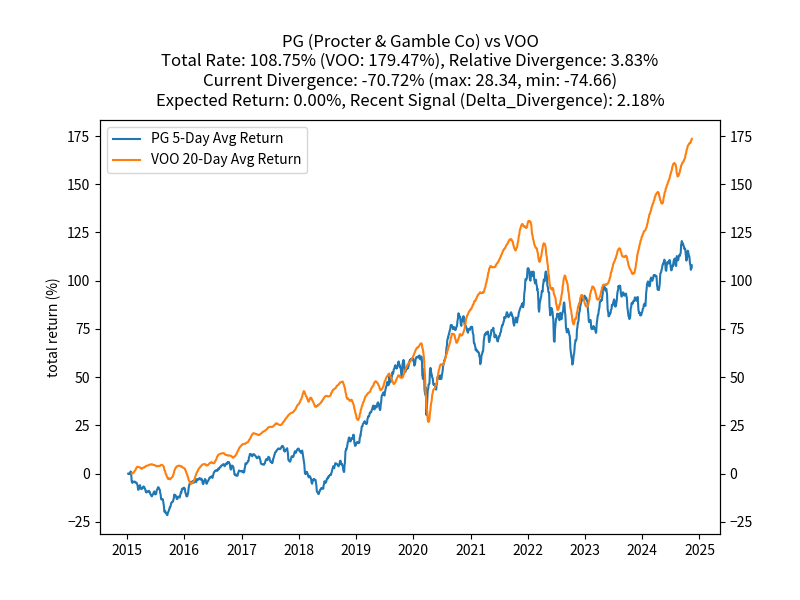 PG (Procter & Gamble Co) vs VOO
Total Rate: 108.75% (VOO: 179.47%), Relative Divergence: 3.83%
Current Divergence: -70.72% (max: 28.34, min: -74.66)
Expected Return: 0.00%, Recent Signal (Delta_Divergence): 2.18%
PG 5-Day Avg Return
VOO 20-Day Avg Return
total return (%)
175
150
125
100
75
50
25
0
−25
175
150
125
100
75
50
25
0
−25
2015 2016 2017 2018 2019 2020 2021 2022 2023 2024 2025